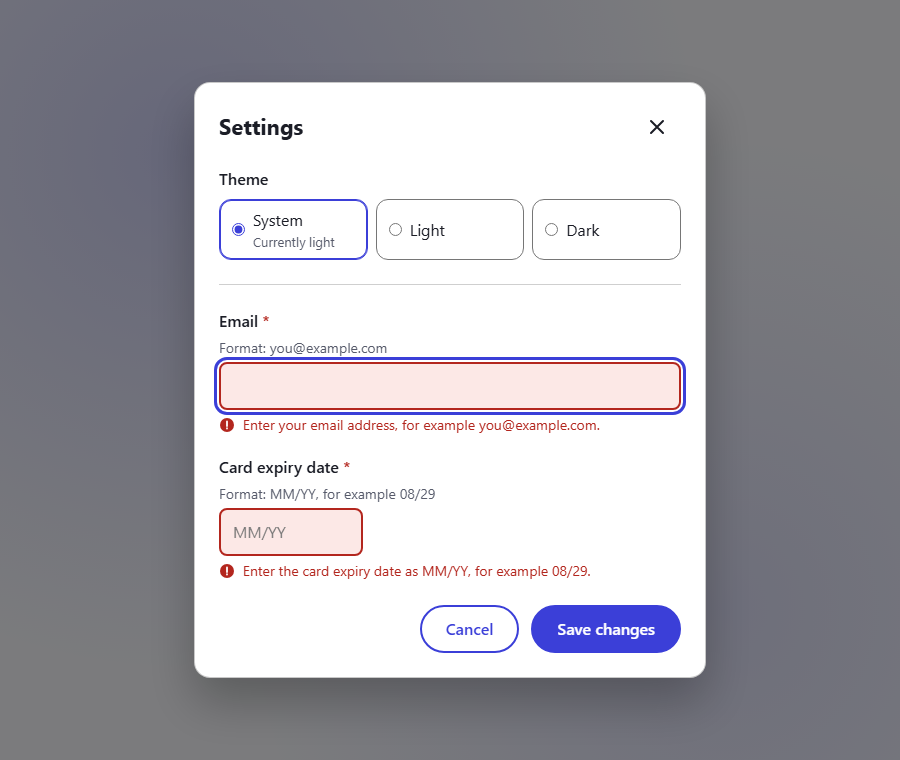 Settings
Theme
System
Currently light
Light
Dark
Email *
Format: you@example.com
Enter your email address, for example you@example.com.
Card expiry date *
Format: MM/YY, for example 08/29
MM/YY
Enter the card expiry date as MM/YY, for example 08/29.
Cancel
Save changes